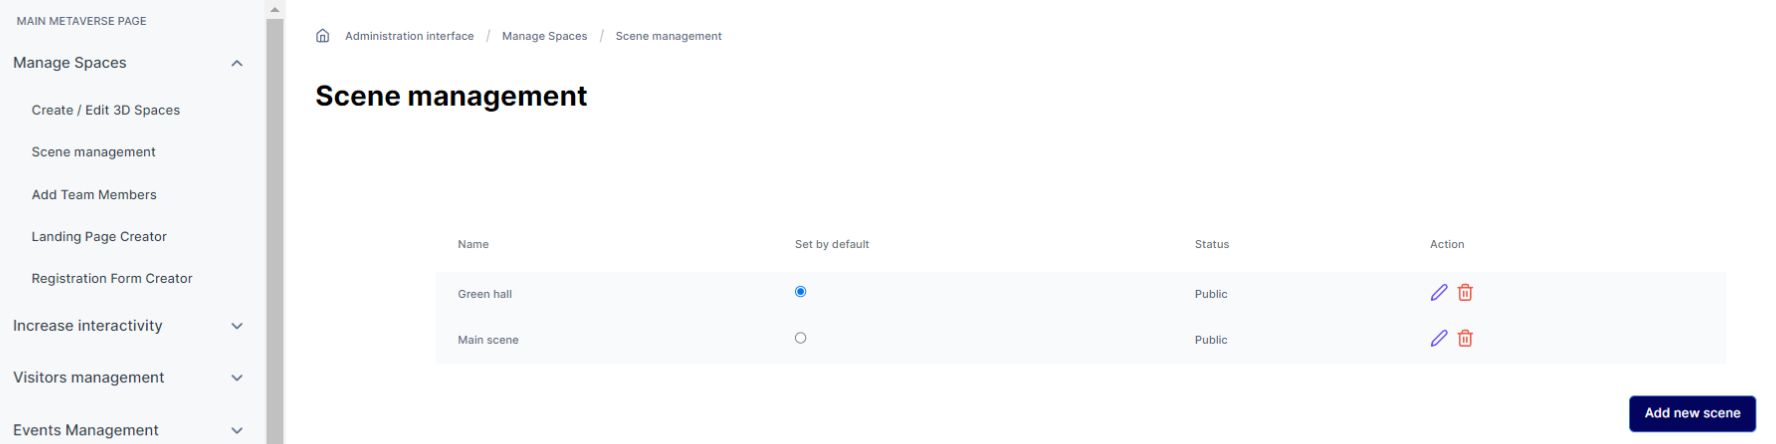 MAIN METAVERSE PAGE
Manage Spaces
Create / Edit 3D Spaces
Scene management
Add Team Members
Landing Page Creator
Registration Form Creator
Increase interactivity
Visitors management
Events Management
Administration interface / Manage Spaces / Scene management
Scene management
Name Set by default Status Action
Green hall Public
Main scene Public
Add new scene